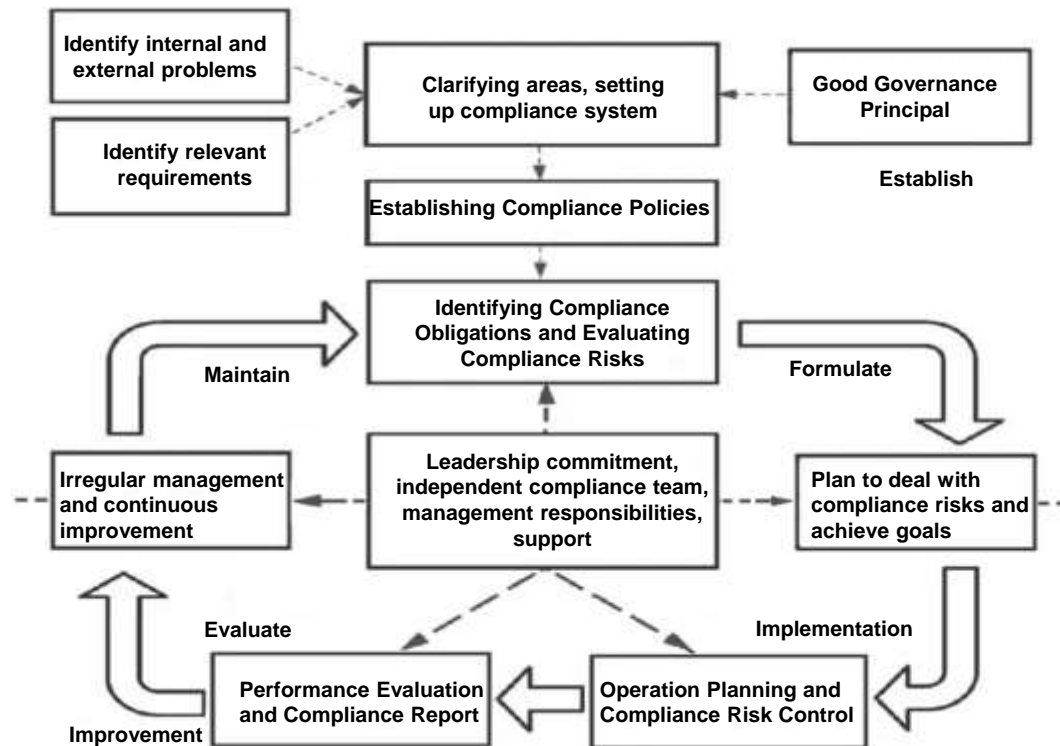 Identify internal and
external problems
Clarifying areas, setting
up compliance system
Good Governance
Principal
Identify relevant
requirements
Establish
Establishing Compliance Policies
Identifying Compliance
Obligations and Evaluating
Compliance Risks
Maintain
Formulate
Irregular management
and continuous
improvement
Leadership commitment,
independent compliance team,
management responsibilities,
support
Plan to deal with
compliance risks and
achieve goals
Evaluate
Implementation
Performance Evaluation
and Compliance Report
Operation Planning and
Compliance Risk Control
Improvement